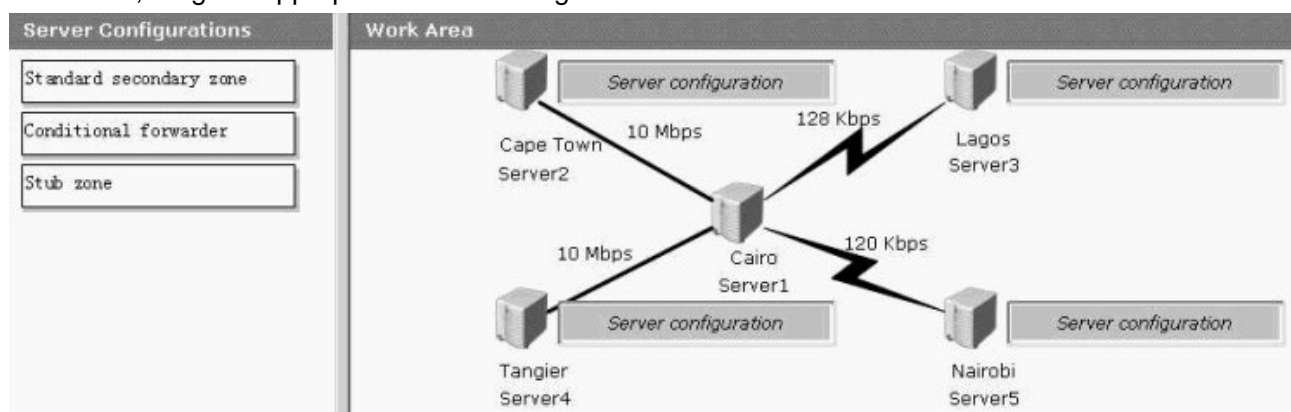 Server Configurations
Work Area
Standard secondary zone
Conditional forwarder
Stub zone
Server configuration
Cape Town
Server2
10 Mbps
128 Kbps
Server configuration
Lagos
Server3
Cairo
Server1
10 Mbps
120 Kbps
Server configuration
Tangier
Server4
Server configuration
Nairobi
Server5